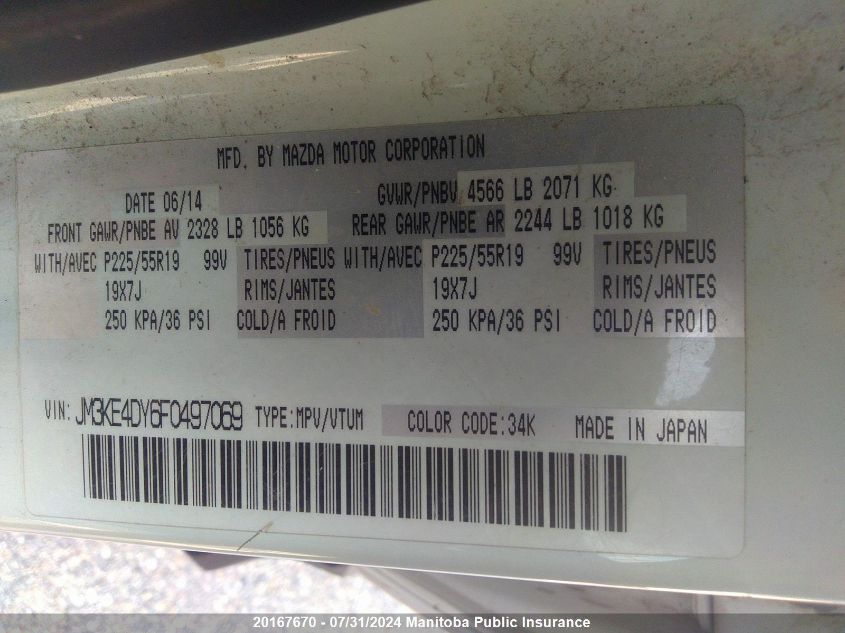 MFD. BY MAZDA MOTOR CORPORATION
DATE 06/14 GVWR/PNBV 4566 LB 2071 KG
FRONT GAWR/PNBE AV 2328 LB 1056 KG REAR GAWR/PNBE AR 2244 LB 1018 KG
WITH/AVEC P225/55R19 99V TIRES/PNEUS WITH/AVEC P225/55R19 99V TIRES/PNEUS
19X7J RIMS/JANTES 19X7J RIMS/JANTES
250 KPA/36 PSI COLD/A FROID 250 KPA/36 PSI COLD/A FROID
VIN: JM3KE4DY6F0497069 TYPE:MPV/VTUM COLOR CODE:34K MADE IN JAPAN
20167670 - 07/31/2024 Manitoba Public Insurance